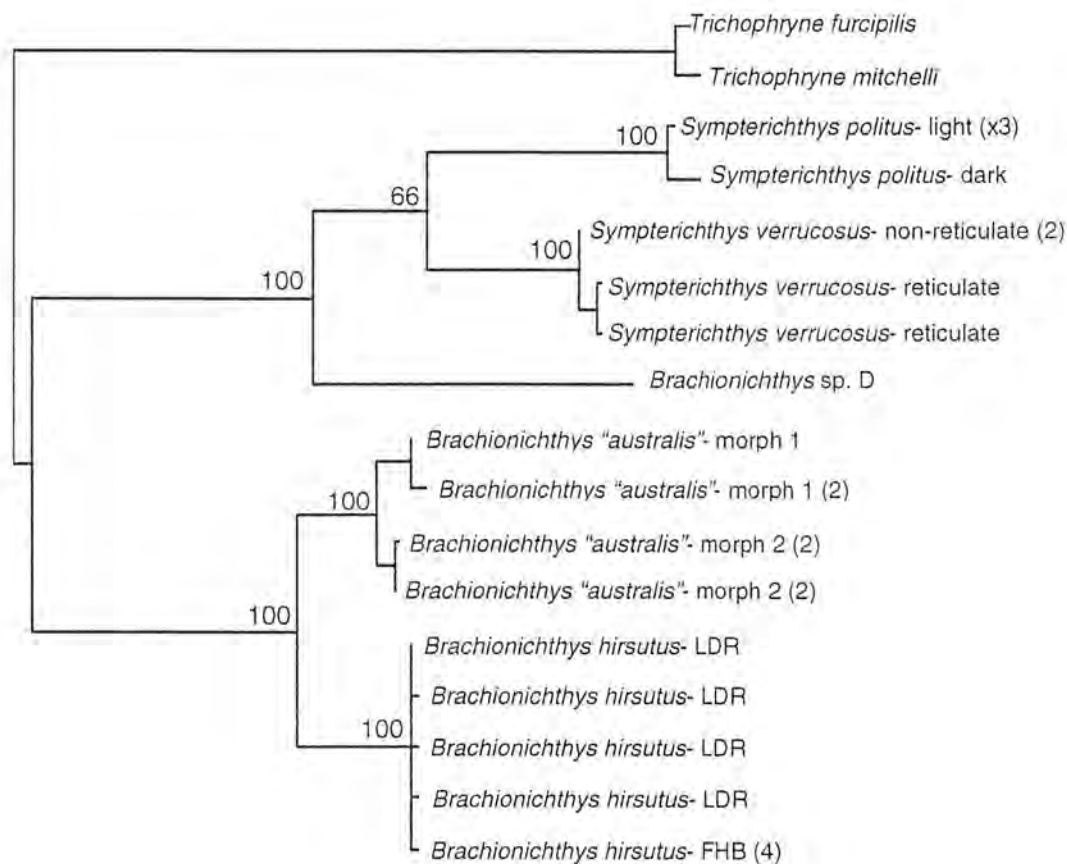 Trichophryne furcipilis
Trichophryne mitchelli
100 Sympterichthys politus- light (x3)
Sympterichthys politus- dark
66
Sympterichthys verrucosus- non-reticulate (2)
100
100 Sympterichthys verrucosus- reticulate
Sympterichthys verrucosus- reticulate
Brachionichthys sp. D
Brachionichthys "australis"- morph 1
Brachionichthys "australis"- morph 1 (2)
100
Brachionichthys "australis"- morph 2 (2)
Brachionichthys "australis"- morph 2 (2)
100
Brachionichthys hirsutus- LDR
Brachionichthys hirsutus- LDR
100 Brachionichthys hirsutus- LDR
Brachionichthys hirsutus- LDR
Brachionichthys hirsutus- FHB (4)